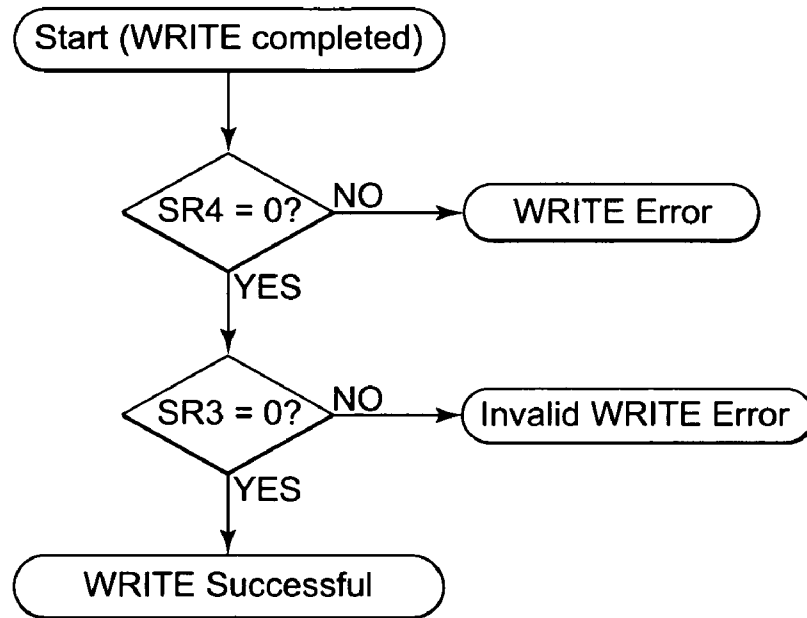 Start (WRITE completed)
SR4 = 0?
NO
WRITE Error
YES
SR3 = 0?
NO
Invalid WRITE Error
YES
WRITE Successful